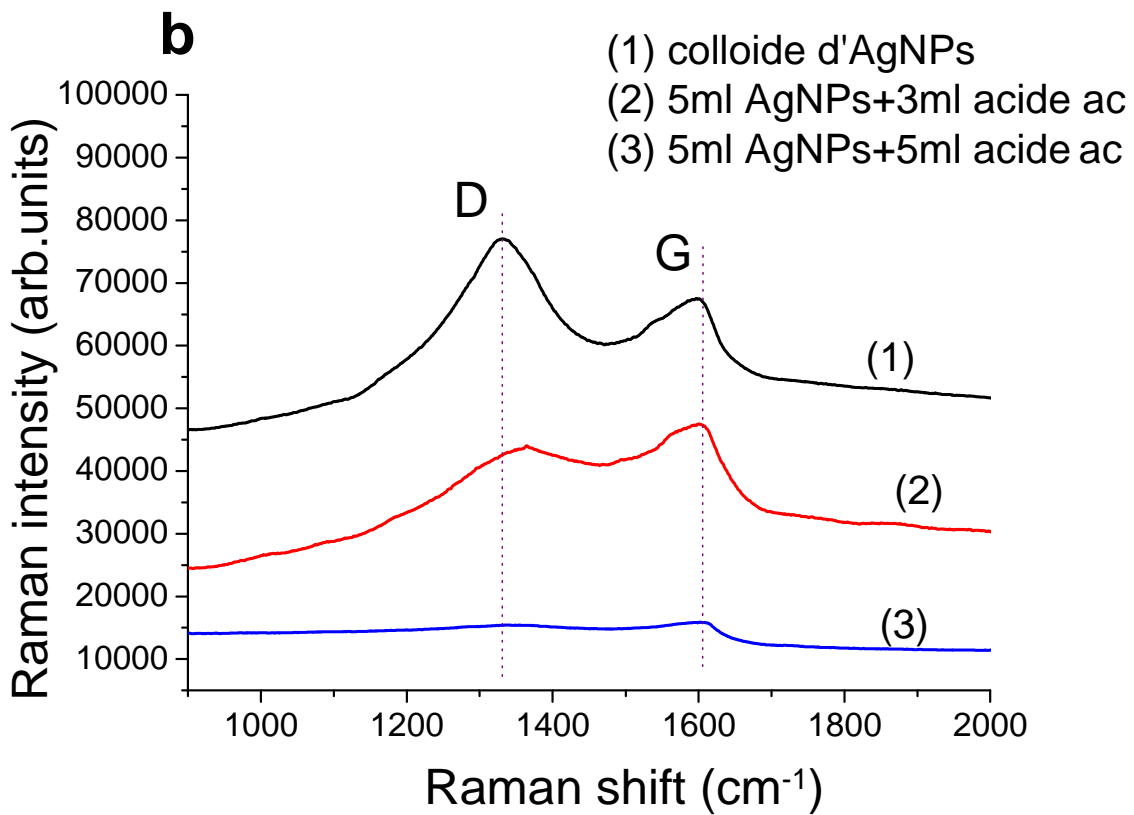 b
(1) colloide d'AgNPs
(2) 5ml AgNPs+3ml acide ac
(3) 5ml AgNPs+5ml acide ac
100000
90000
80000
70000
60000
50000
40000
30000
20000
10000
Raman intensity (arb.units)
D
G
(1)
(2)
(3)
1000 1200 1400 1600 1800 2000
Raman shift (cm⁻¹)